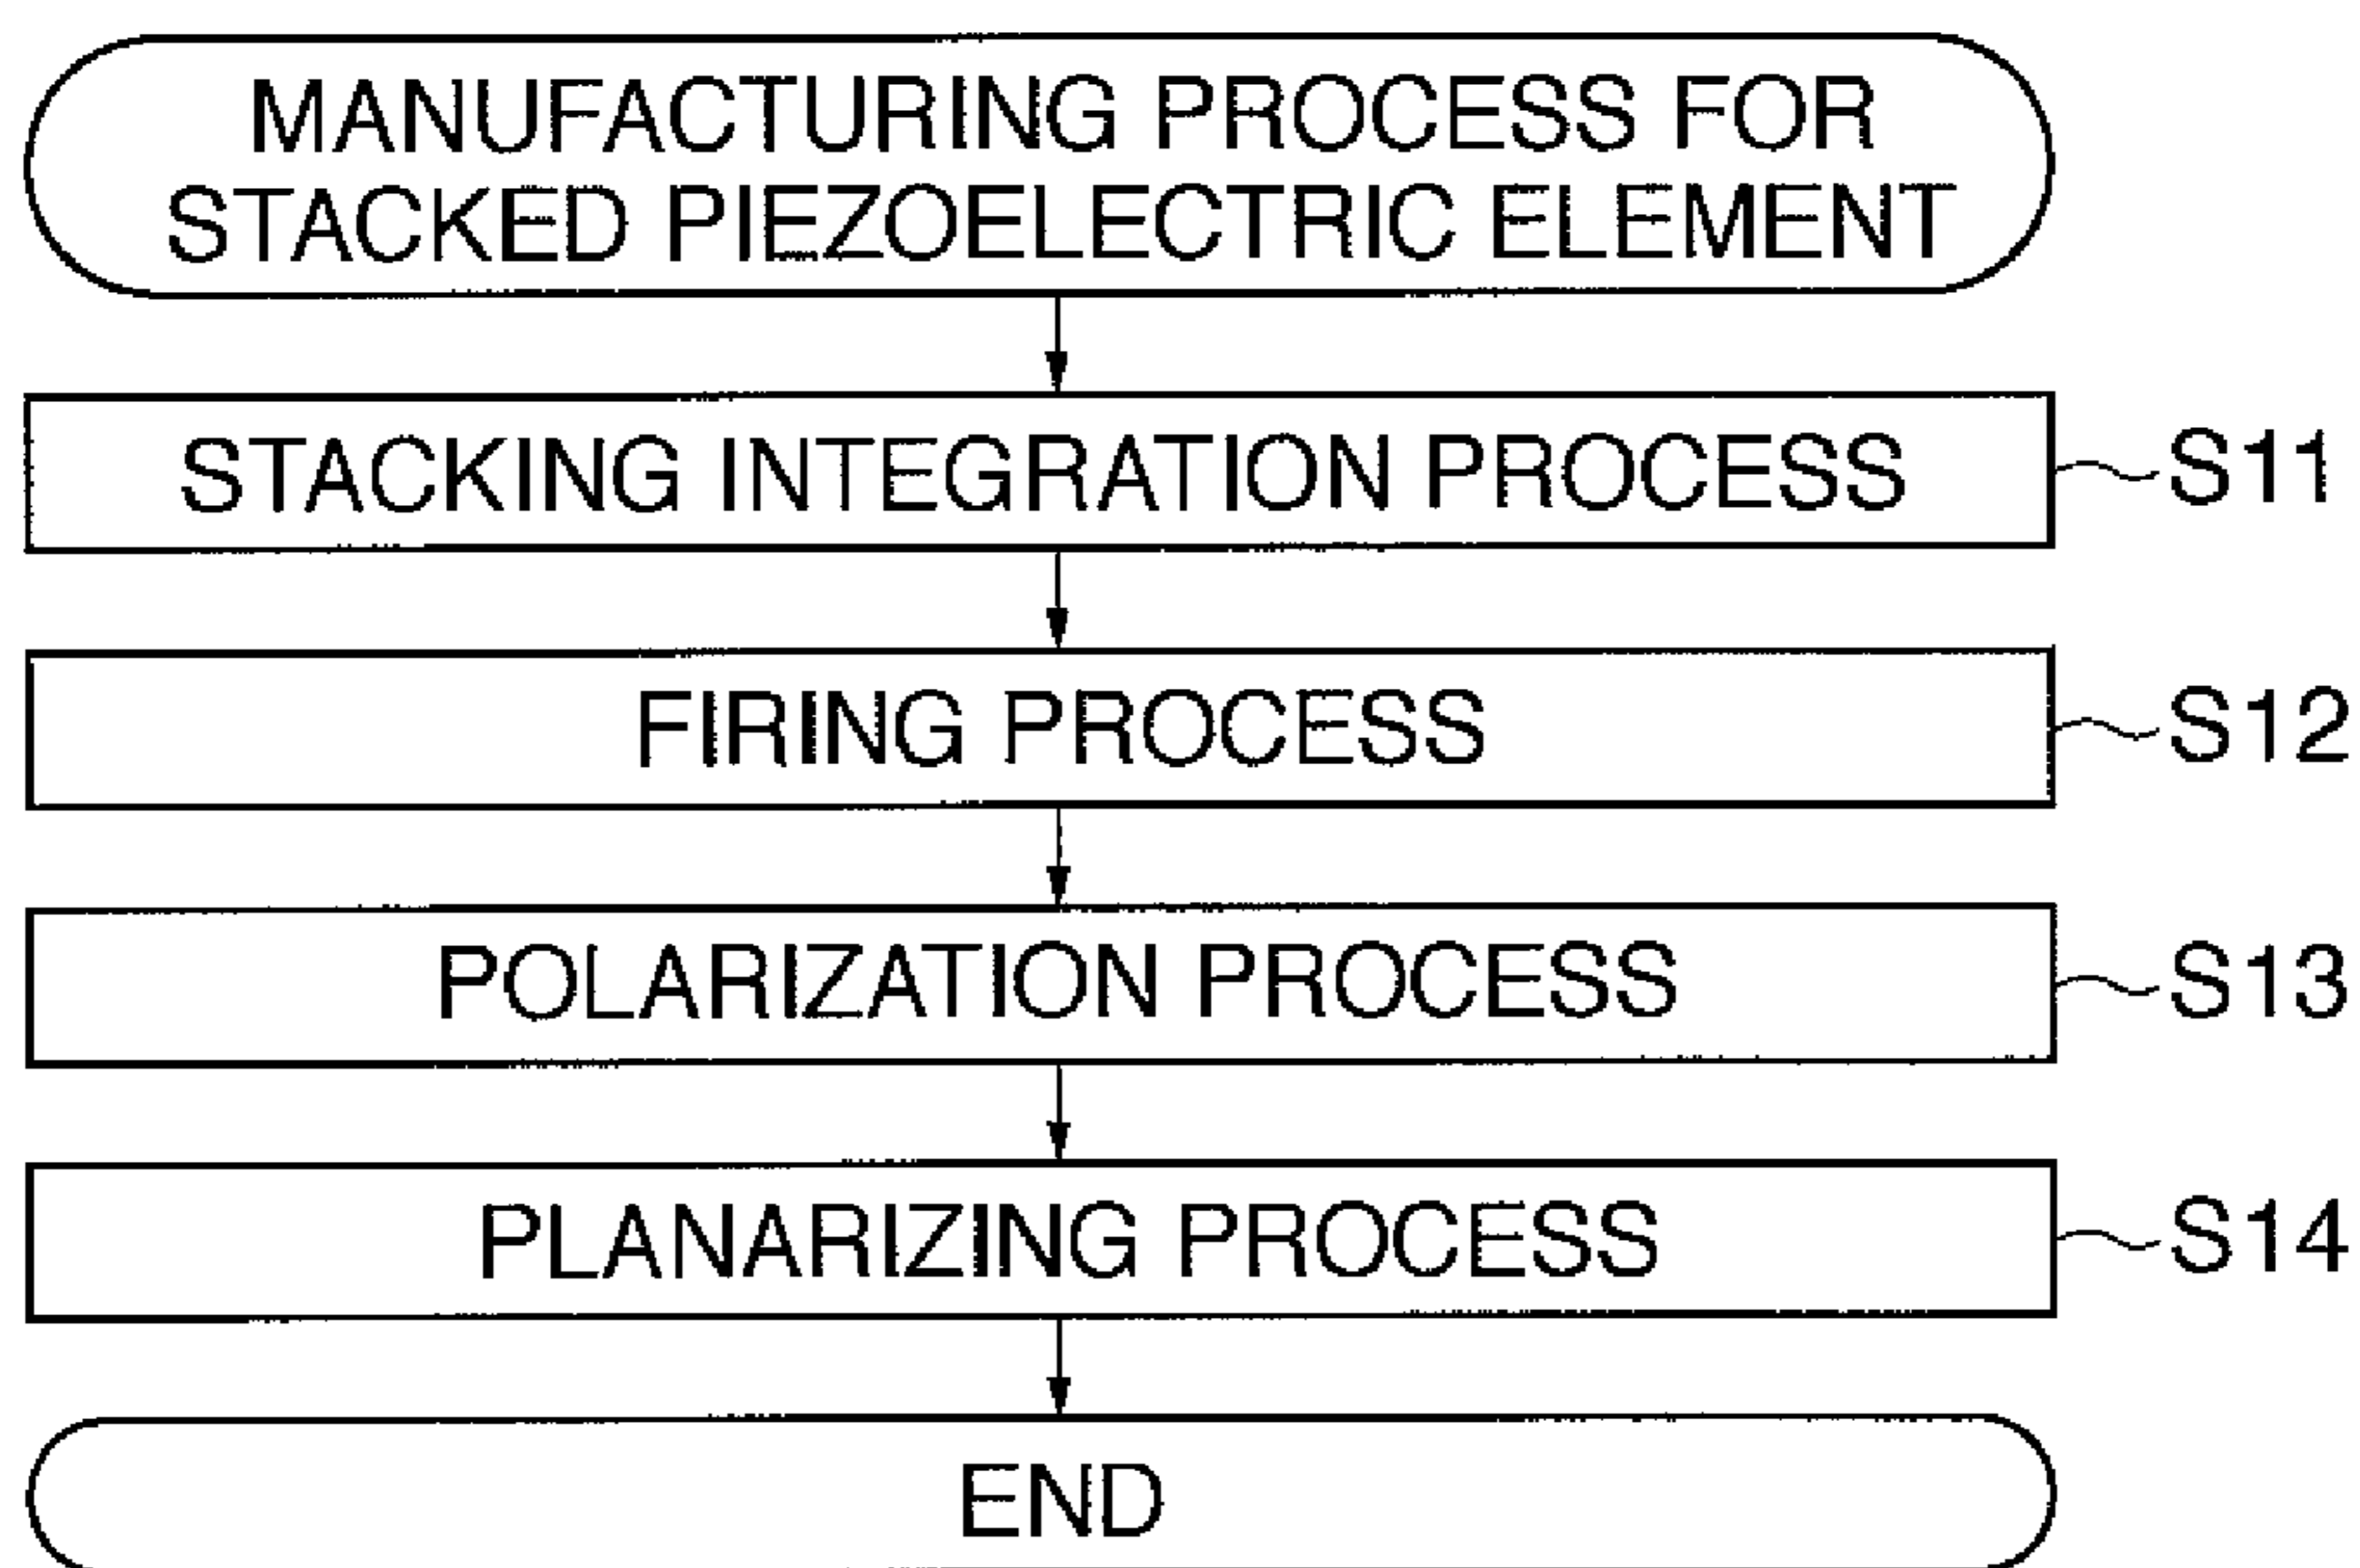 MANUFACTURING PROCESS FOR
STACKED PIEZOELECTRIC ELEMENT
STACKING INTEGRATION PROCESS
S11
FIRING PROCESS
S12
POLARIZATION PROCESS
S13
PLANARIZING PROCESS
S14
END